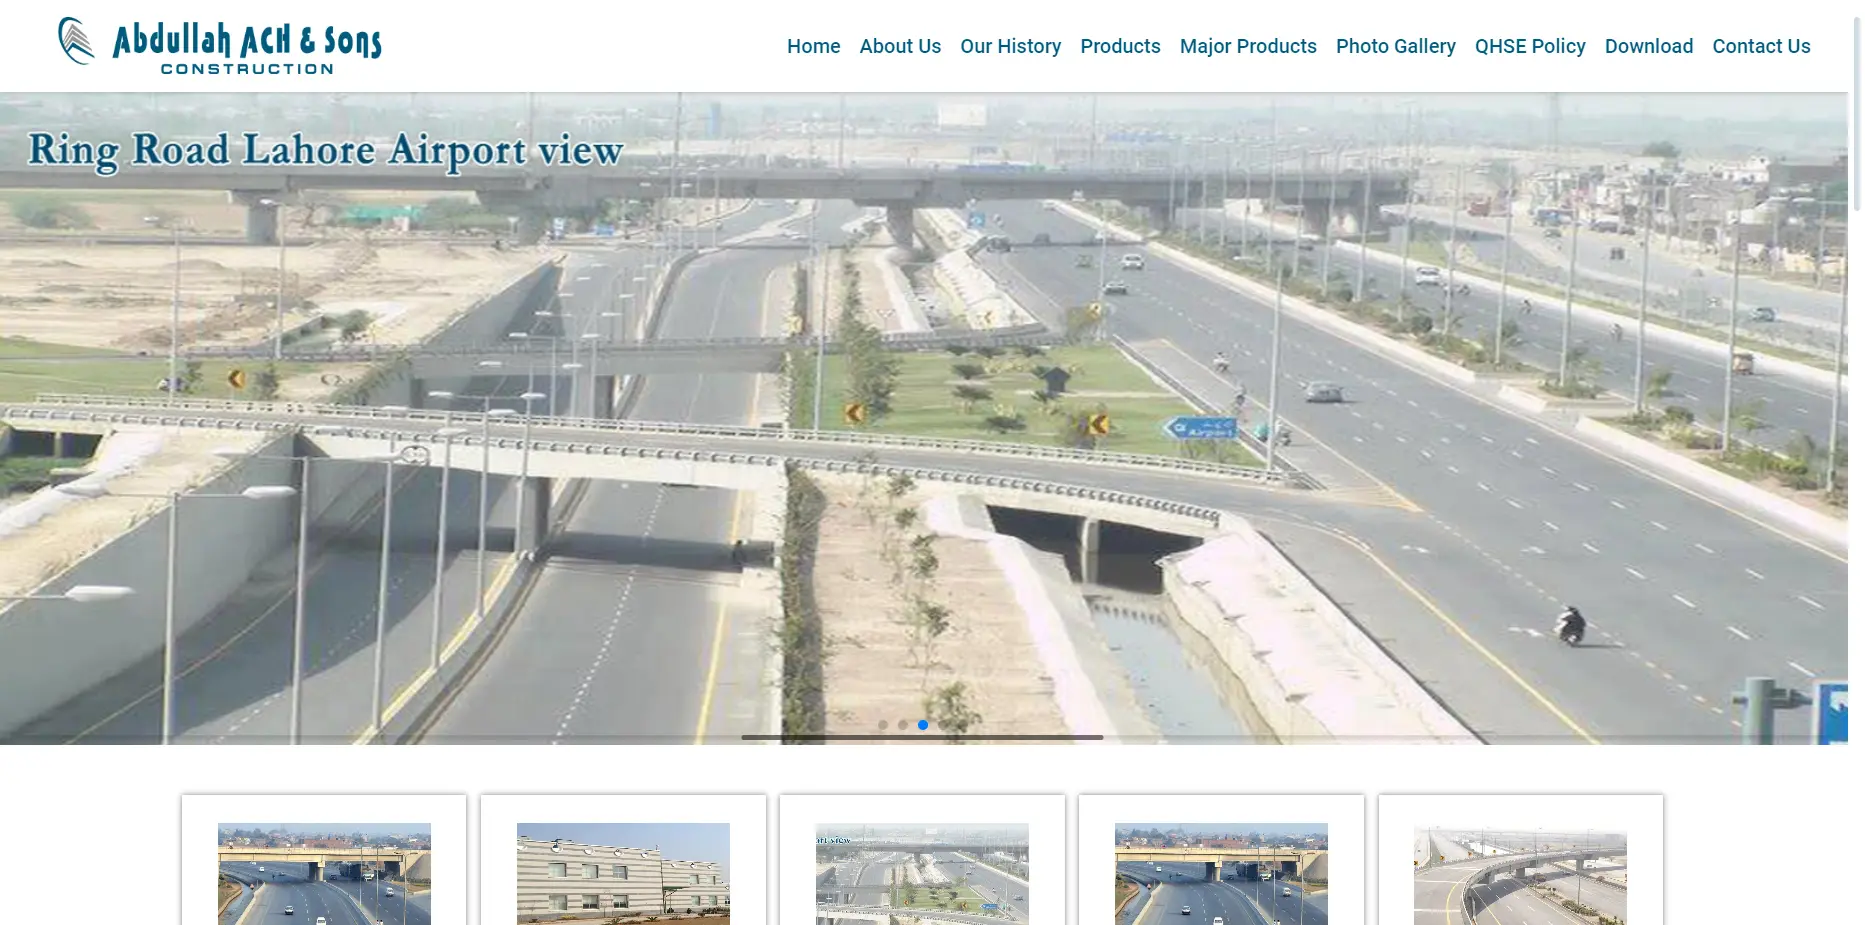 Abdullah ACH & Sons
CONSTRUCTION
Home About Us Our History Products Major Products Photo Gallery QHSE Policy Download Contact Us
Ring Road Lahore Airport view
Airport